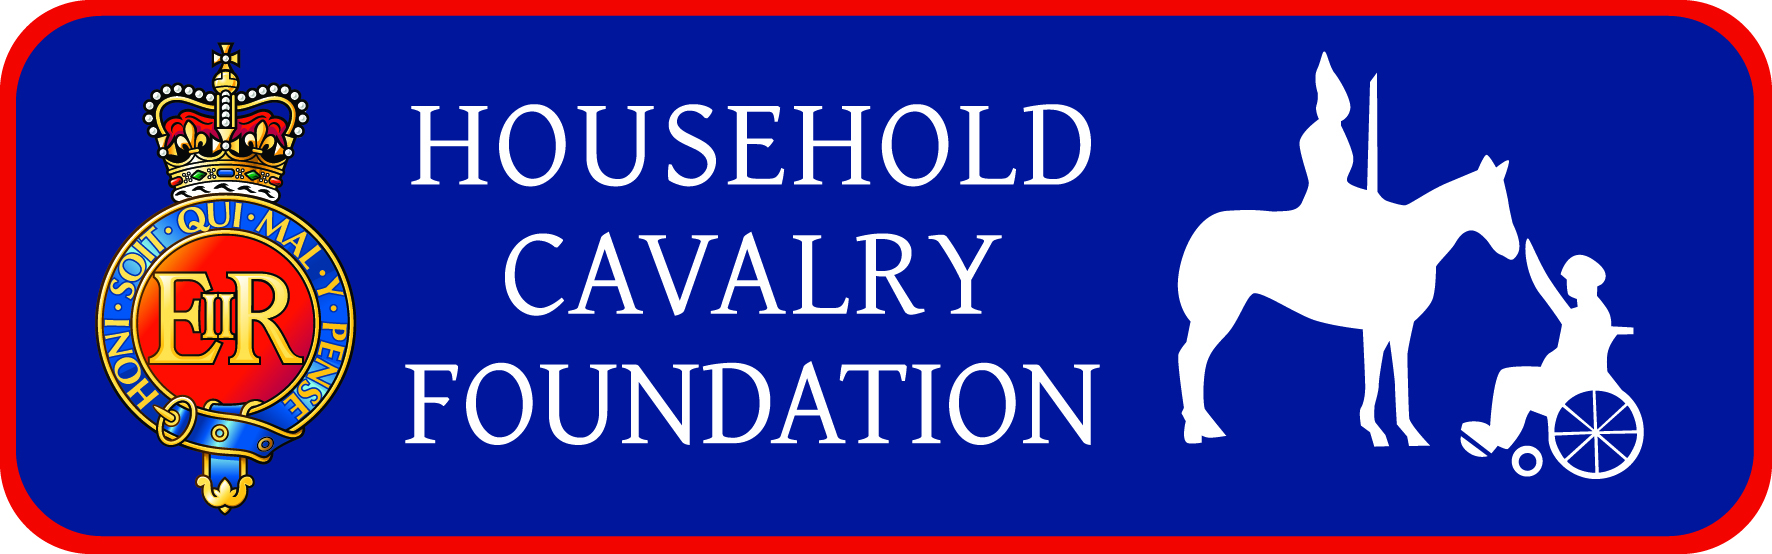 HONI · SOIT · QUI · MAL · Y · PENSE
EIIR
HOUSEHOLD
CAVALRY
FOUNDATION